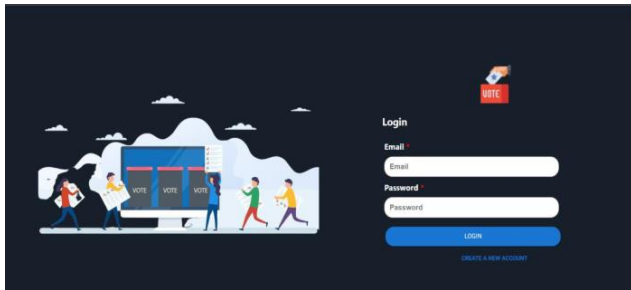 VOTE
VOTE VOTE VOTE
Login
Email *
Email
Password *
Password
LOGIN
CREATE A NEW ACCOUNT